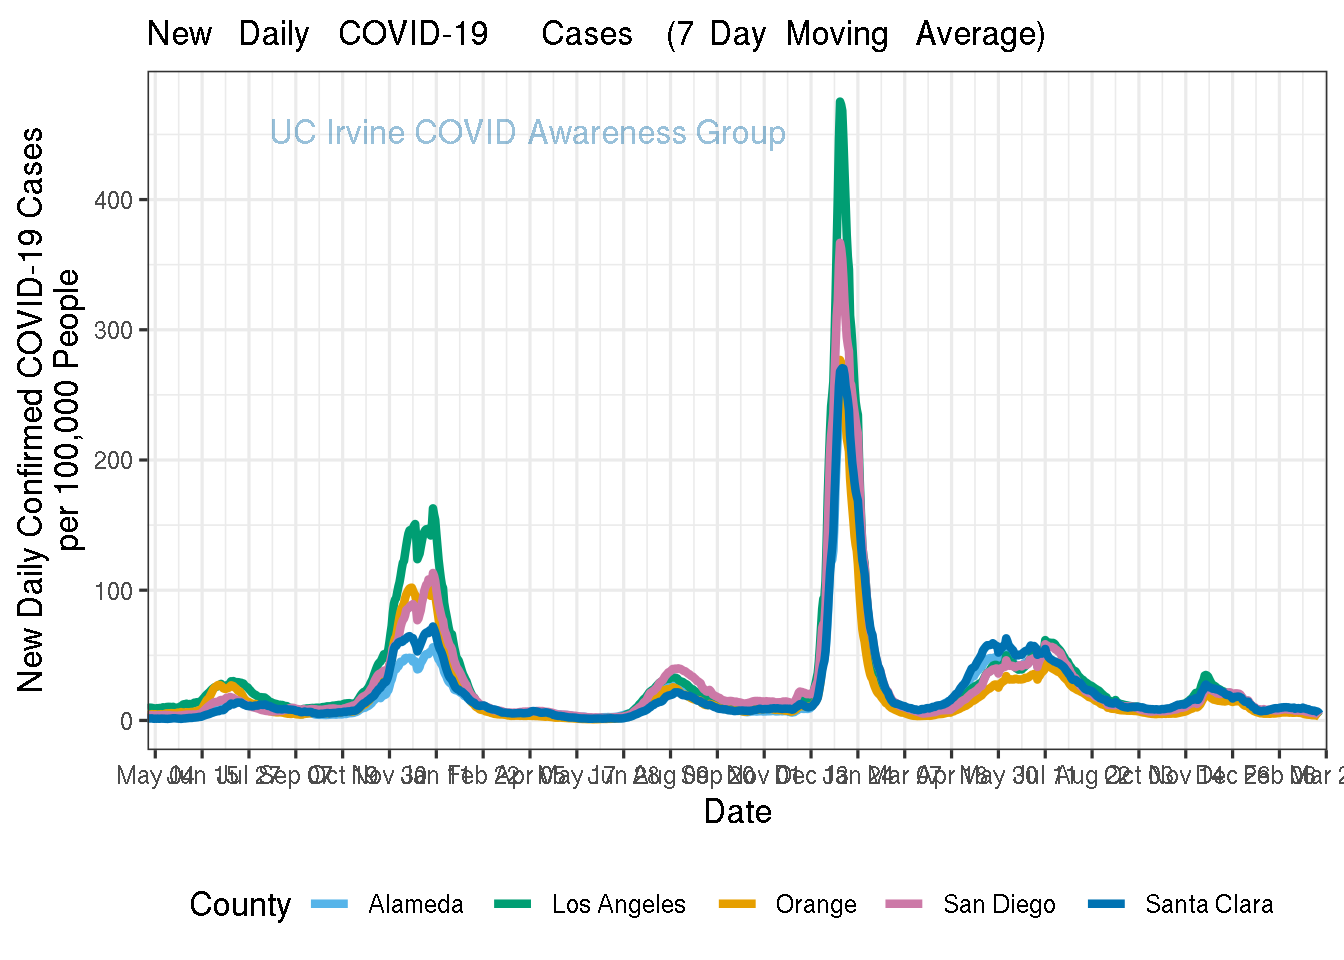 New Daily COVID-19 Cases (7 Day Moving Average)
UC Irvine COVID Awareness Group
New Daily Confirmed COVID-19 Cases
per 100,000 People
400
300
200
100
0
May 04 Jun 15 Jul 27 Sep 07 Oct 19 Nov 30 Jan 11 Feb 22 Apr 05 May 17 Jun 28 Aug 09 Sep 20 Nov 01 Dec 13 Jan 24 Mar 07 Apr 18 May 30 Jul 11 Aug 22 Oct 03 Nov 14 Dec 26 Feb 06 Mar
Date
County Alameda Los Angeles Orange San Diego Santa Clara